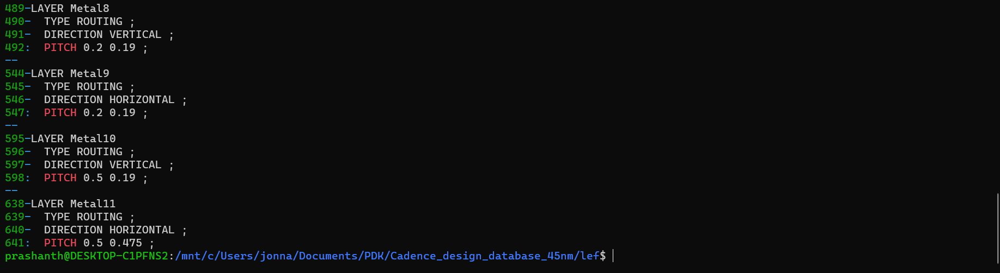 489-LAYER Metal8
490-  TYPE ROUTING ;
491-  DIRECTION VERTICAL ;
492:  PITCH 0.2 0.19 ;
--
544-LAYER Metal9
545-  TYPE ROUTING ;
546-  DIRECTION HORIZONTAL ;
547:  PITCH 0.2 0.19 ;
--
595-LAYER Metal10
596-  TYPE ROUTING ;
597-  DIRECTION VERTICAL ;
598:  PITCH 0.5 0.19 ;
--
638-LAYER Metal11
639-  TYPE ROUTING ;
640-  DIRECTION HORIZONTAL ;
641:  PITCH 0.5 0.475 ;
prashanth@DESKTOP-C1PFNS2:/mnt/c/Users/jonna/Documents/PDK/Cadence_design_database_45nm/lef$